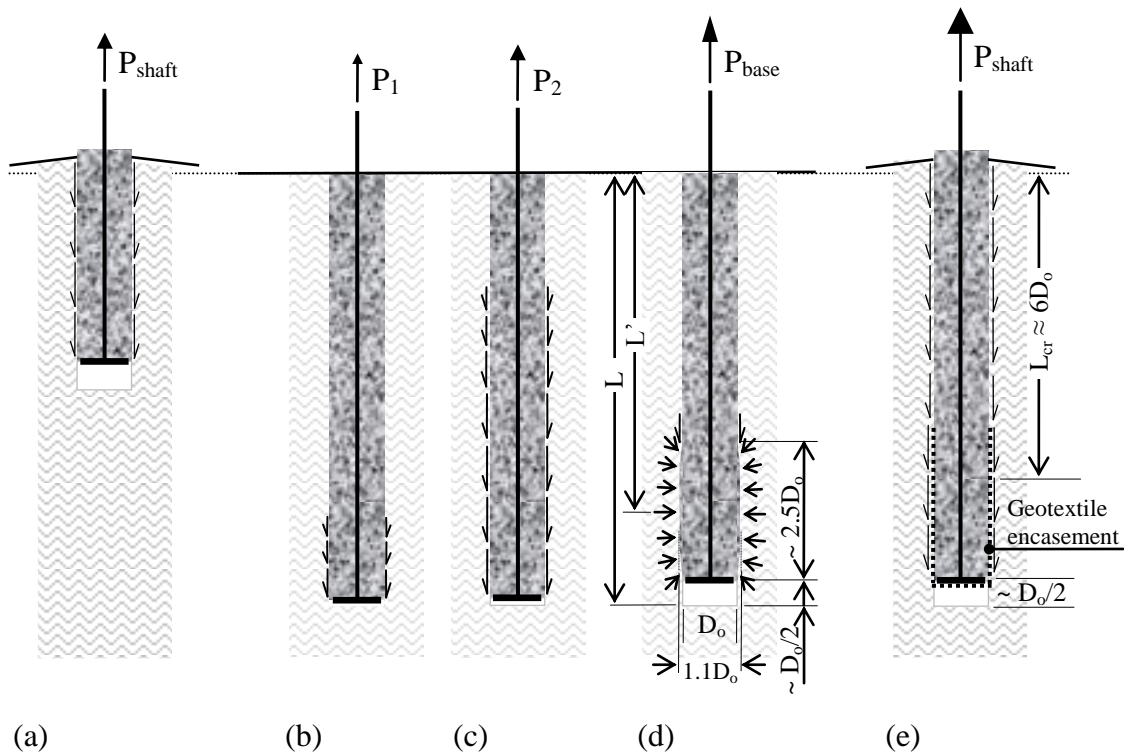 P_shaft
P_1
P_2
P_base
P_shaft
L
L’
~ 2.5D_o
L_cr ≈ 6D_o
Geotextile
encasement
D_o
~ D_o/2
~ D_o/2
1.1D_o
(a)
(b)
(c)
(d)
(e)